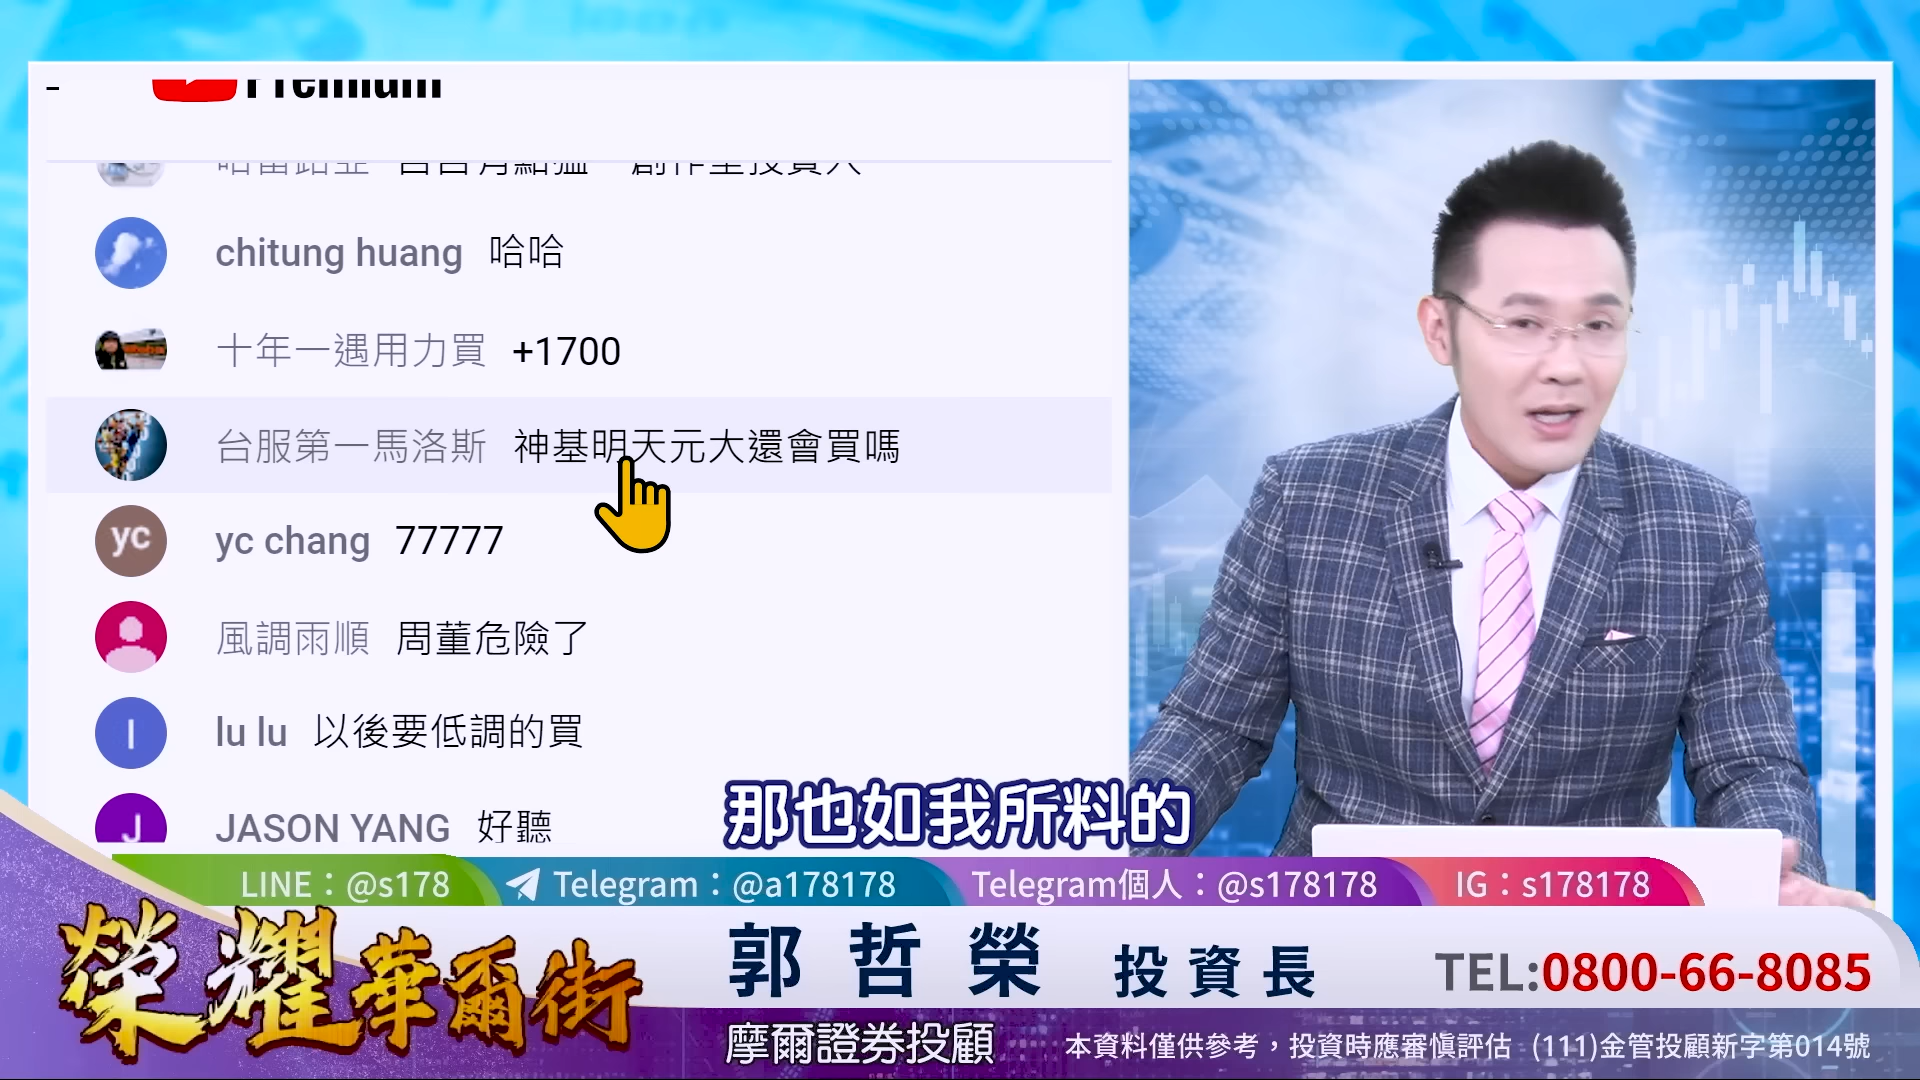 Premium
chitung huang 哈哈
十年一遇用力買 +1700
台服第一馬洛斯 神基明天元大還會買嗎
yc
yc chang 77777
風調雨順 周董危險了
l
lu lu 以後要低調的買
J
JASON YANG 好聽
那也如我所料的
LINE：@s178 Telegram：@a178178 Telegram個人：@s178178 IG：s178178
榮耀華爾街
郭哲榮 投資長 TEL:0800-66-8085
摩爾證券投顧 本資料僅供參考，投資時應審慎評估 (111)金管投顧新字第014號